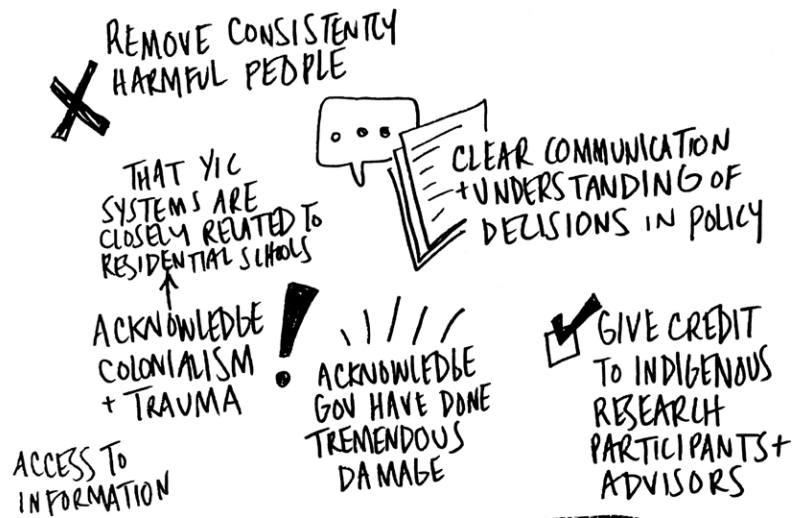 REMOVE CONSISTENTLY
HARMFUL PEOPLE
CLEAR COMMUNICATION
+ UNDERSTANDING OF
DECISIONS IN POLICY
THAT YIC
SYSTEMS ARE
CLOSELY RELATED TO
RESIDENTIAL SCHOOLS
ACKNOWLEDGE
COLONIALISM
+ TRAUMA
ACKNOWLEDGE
GOV HAVE DONE
TREMENDOUS
DAMAGE
GIVE CREDIT
TO INDIGENOUS
RESEARCH
PARTICIPANTS +
ADVISORS
ACCESS TO
INFORMATION